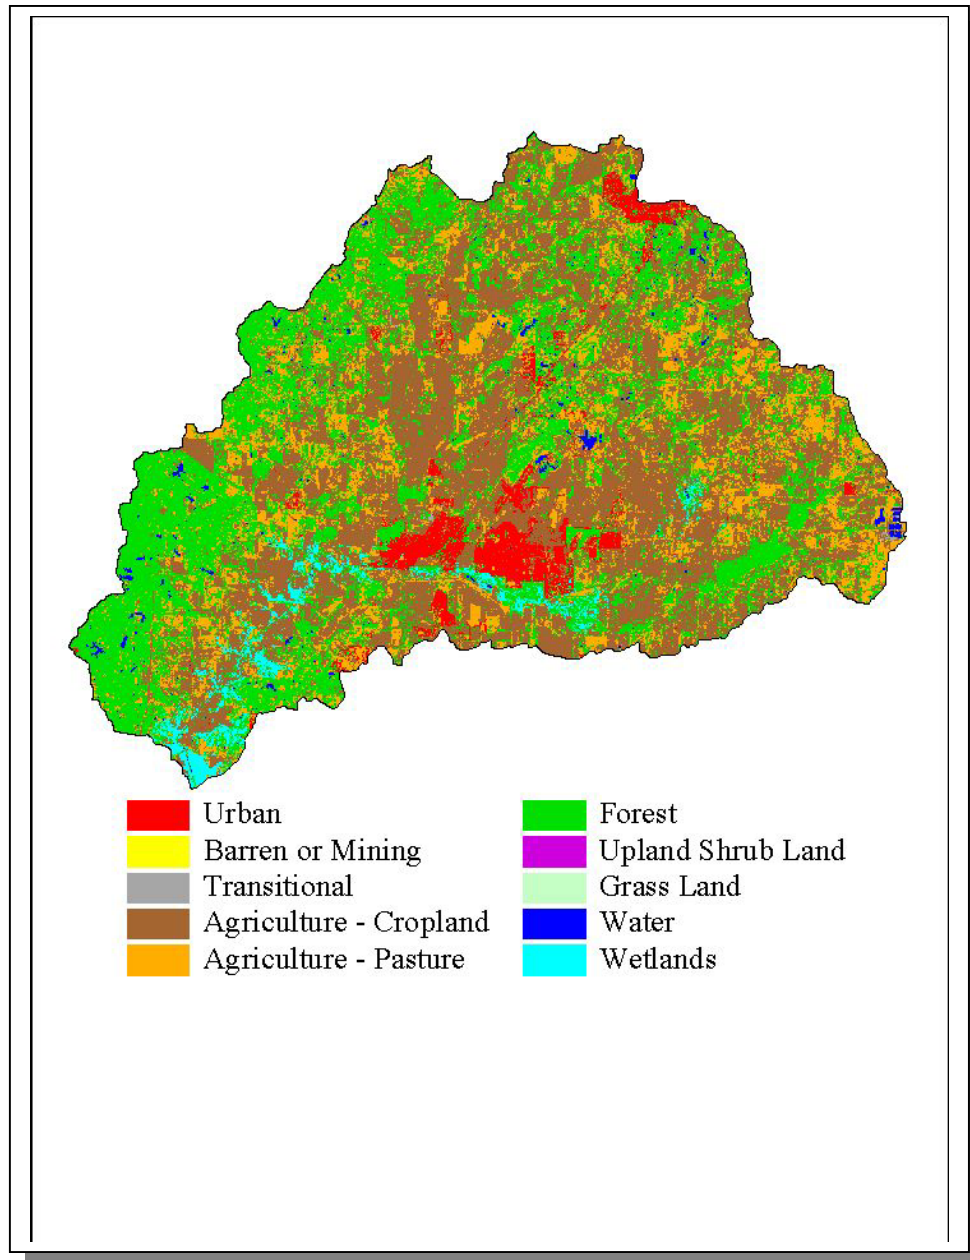 Urban
Barren or Mining
Transitional
Agriculture - Cropland
Agriculture - Pasture
Forest
Upland Shrub Land
Grass Land
Water
Wetlands